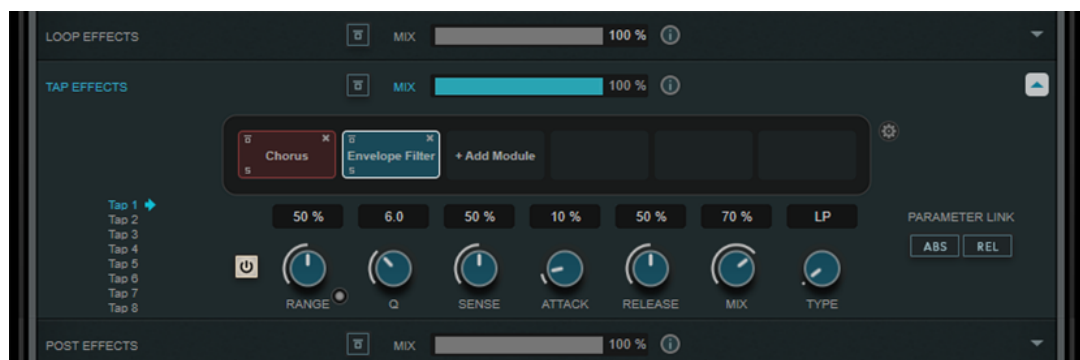 LOOP EFFECTS MIX 100 %
TAP EFFECTS MIX 100 %
Chorus Envelope Filter + Add Module
S S
Tap 1
Tap 2
Tap 3
Tap 4
Tap 5
Tap 6
Tap 7
Tap 8
50 % 6.0 50 % 10 % 50 % 70 % LP
RANGE Q SENSE ATTACK RELEASE MIX TYPE
PARAMETER LINK
ABS REL
POST EFFECTS MIX 100 %